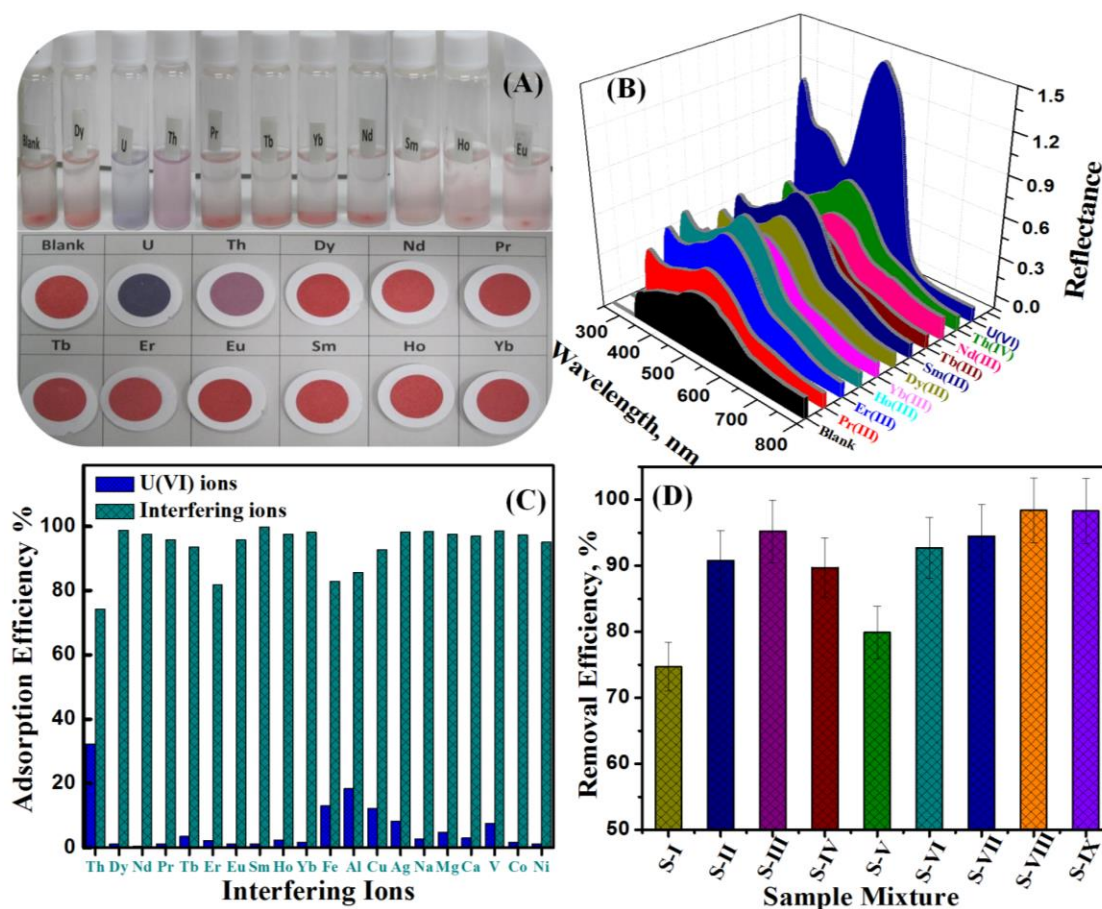 (A)
Blank Dy U Th Pr Tb Yb Nd Sm Ho Eu
Blank U Th Dy Nd Pr
Tb Er Eu Sm Ho Yb
(B)
1.5
1.2
0.9
0.6
0.3
0.0
Reflectance
300 400 500 600 700 800
Wavelength, nm
U(VI)
Th(IV)
Nd(III)
Tb(III)
Sm(III)
Dy(III)
Yb(III)
Ho(III)
Er(III)
Pr(III)
Blank
(C)
U(VI) ions
Interfering ions
100
80
60
40
20
0
Adsorption Efficiency %
Th Dy Nd Pr Tb Er Eu Sm Ho Yb Fe Al Cu Ag Na Mg Ca V Co Ni
Interfering Ions
(D)
100
90
80
70
60
50
Removal Efficiency, %
S-I S-II S-III S-IV S-V S-VI S-VII S-VIII S-IX
Sample Mixture